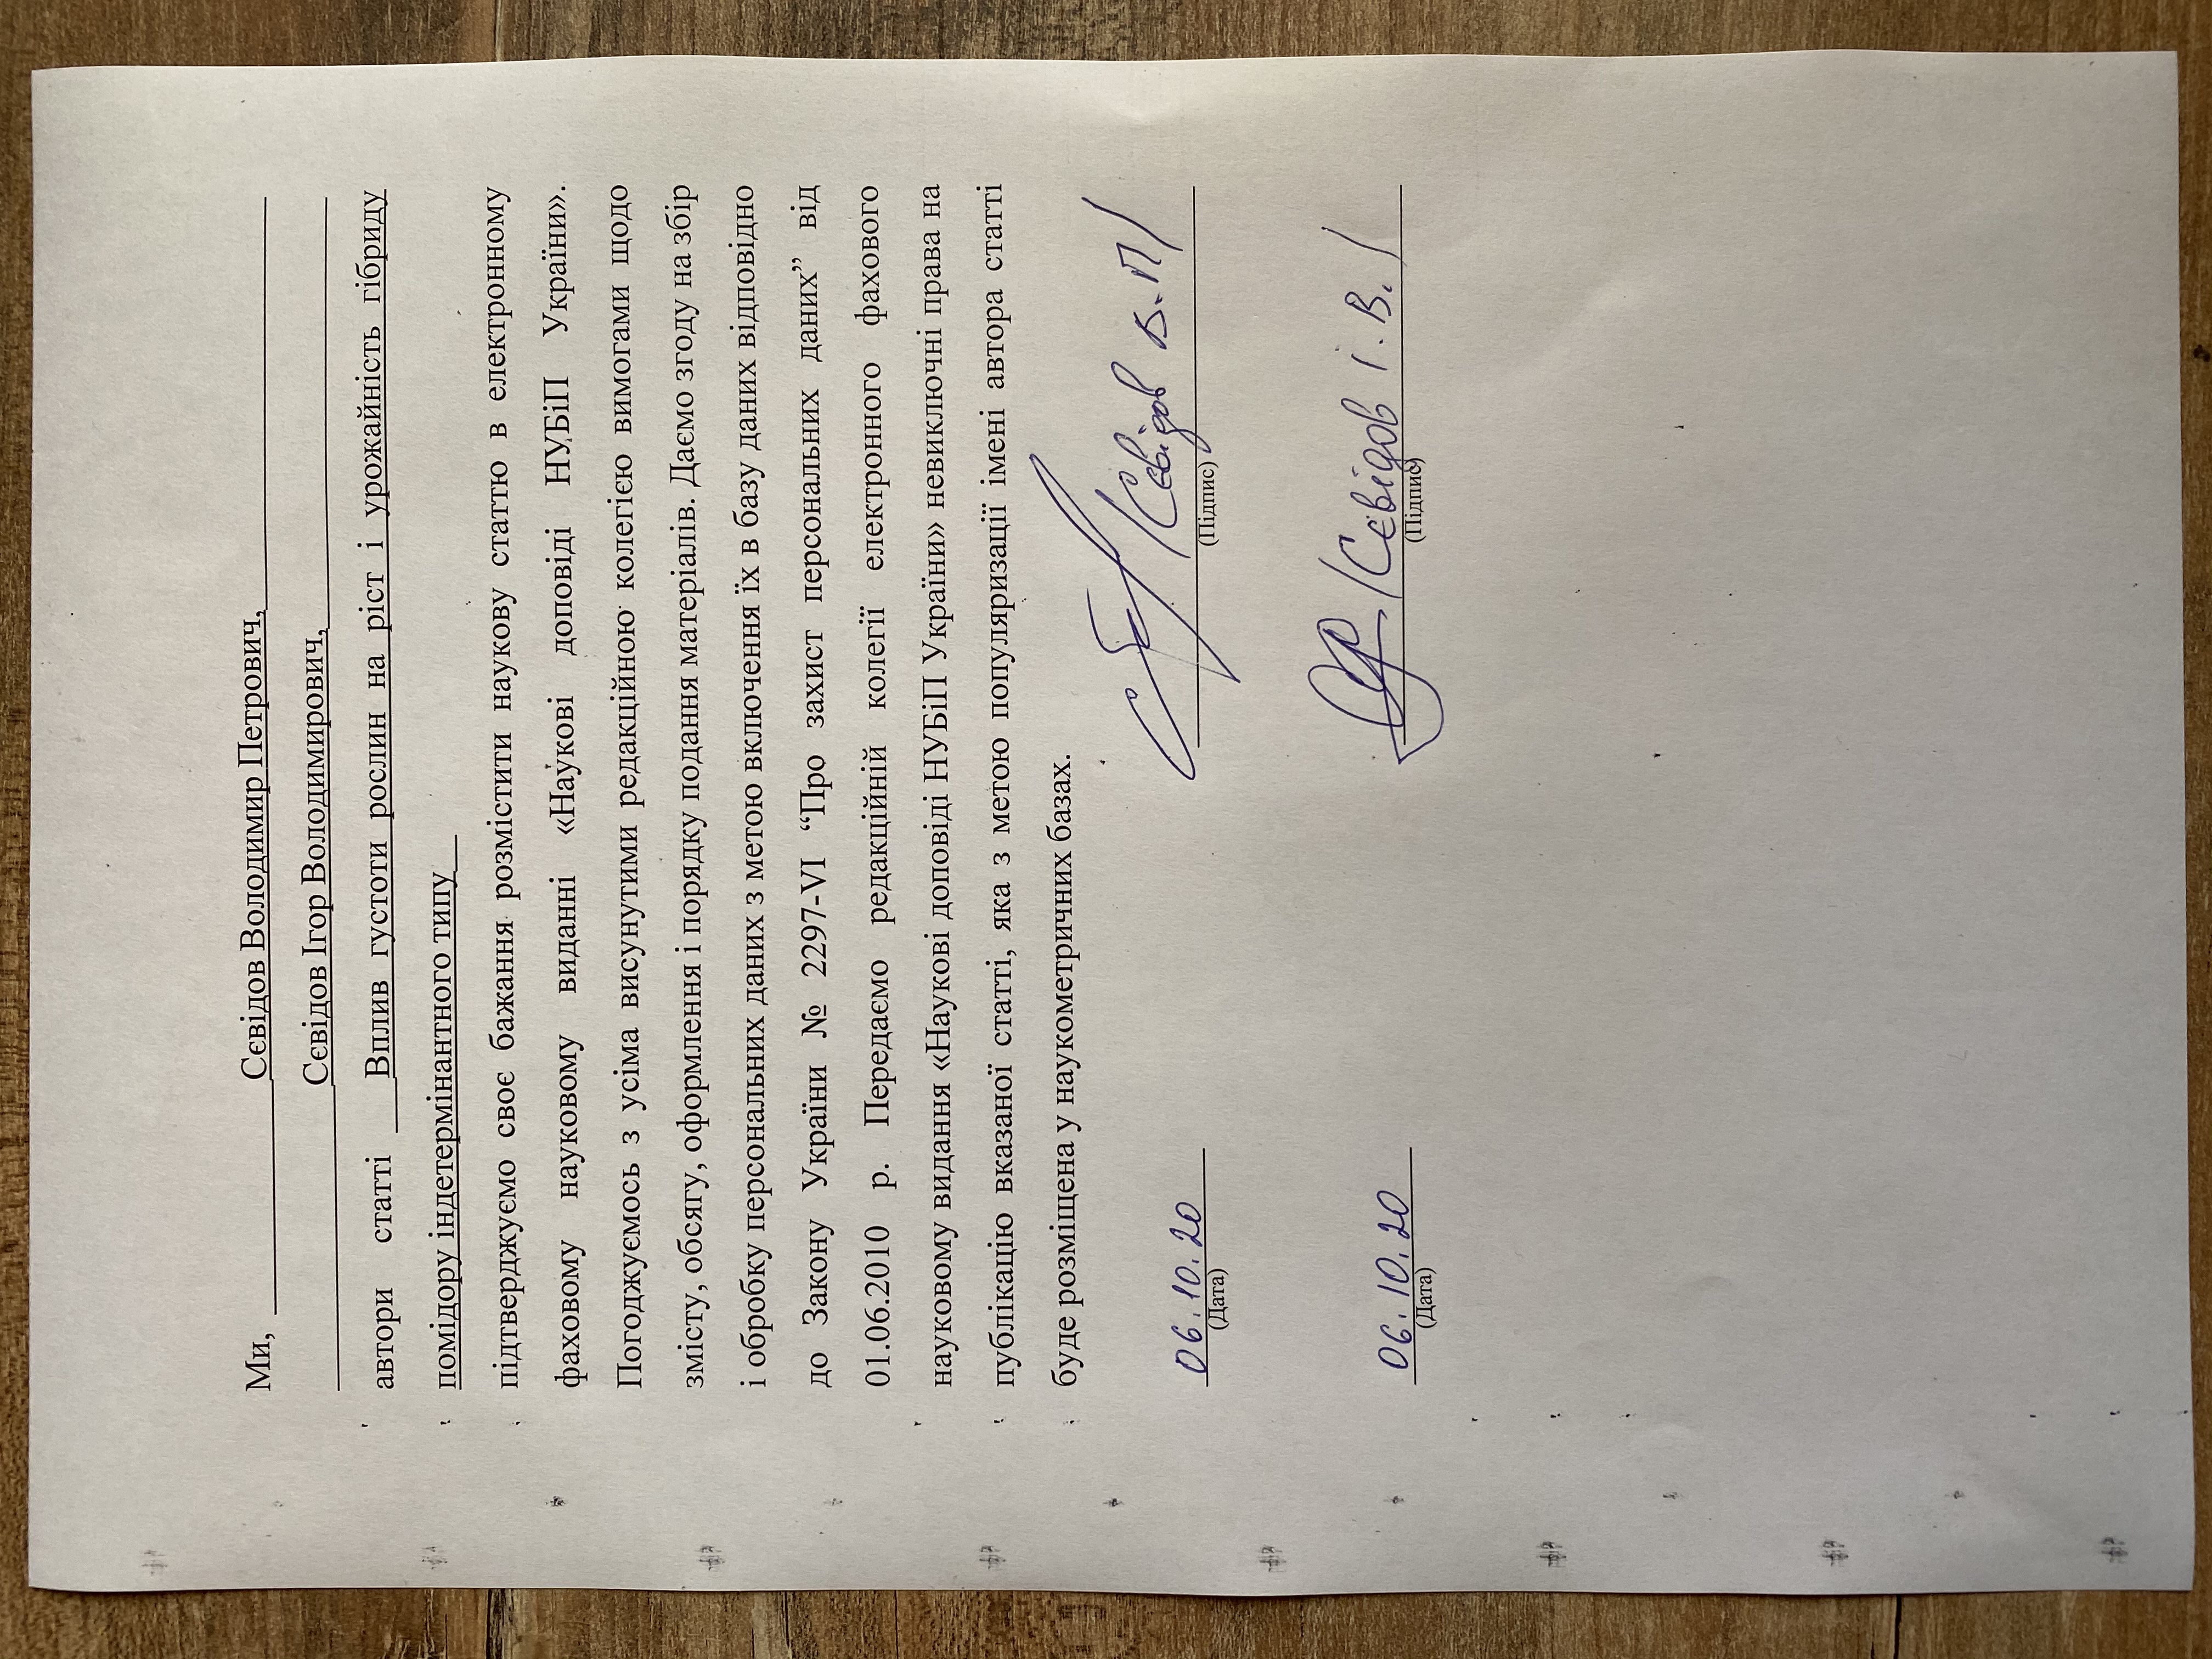 Ми, Сєвідов Володимир Петрович,
Сєвідов Ігор Володимирович,
автори статті Вплив густоти рослин на ріст і урожайність гібриду
помідору індетермінантного типу
підтверджуємо своє бажання розмістити наукову статтю в електронному
фаховому науковому виданні «Наукові доповіді НУБіП України».
Погоджуємось з усіма висунутими редакційною колегією вимогами щодо
змісту, обсягу, оформлення і порядку подання матеріалів. Даємо згоду на збір
і обробку персональних даних з метою включення їх в базу даних відповідно
до Закону України № 2297-VI “Про захист персональних даних” від
01.06.2010 р. Передаємо редакційній колегії електронного фахового
наукового видання «Наукові доповіді НУБіП України» невиключні права на
публікацію вказаної статті, яка з метою популяризації імені автора статті
буде розміщена у наукометричних базах.
06.10.20 /Сєвідов В.П/
(Дата) (Підпис)
06.10.20 /Сєвідов І.В./
(Дата) (Підпис)